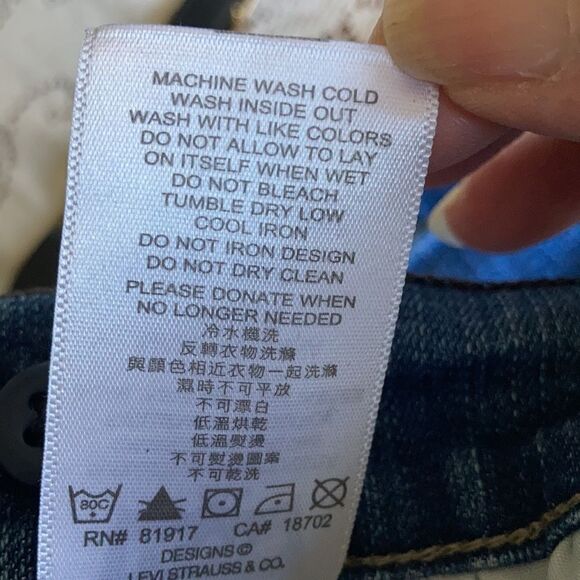 MACHINE WASH COLD
WASH INSIDE OUT
WASH WITH LIKE COLORS
DO NOT ALLOW TO LAY
ON ITSELF WHEN WET
DO NOT BLEACH
TUMBLE DRY LOW
COOL IRON
DO NOT IRON DESIGN
DO NOT DRY CLEAN
PLEASE DONATE WHEN
NO LONGER NEEDED
冷水機洗
反轉衣物洗滌
與顏色相近衣物一起洗滌
濕時不可平放
不可漂白
低溫烘乾
低溫熨燙
不可熨燙圖案
不可乾洗
80C
RN# 81917 CA# 18702
DESIGNS ©
LEVI STRAUSS & CO.